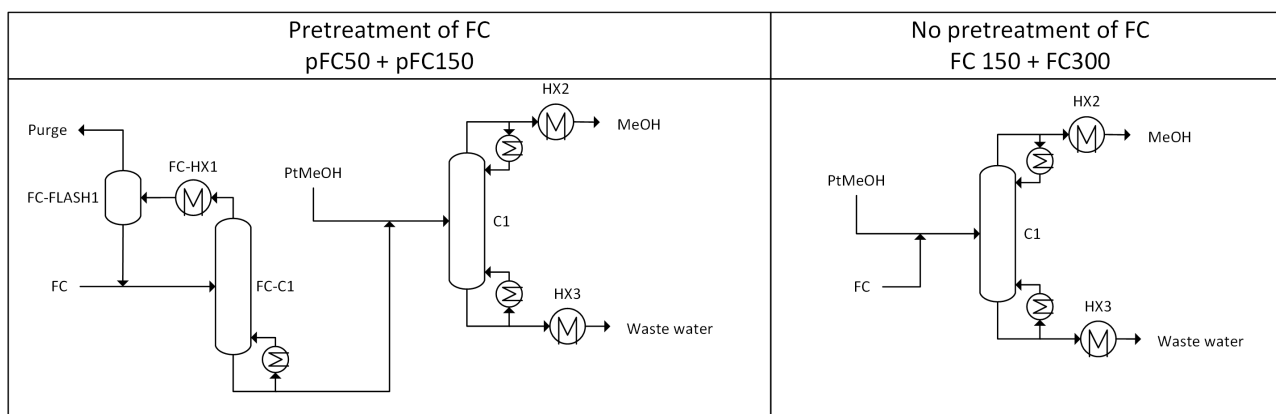 Pretreatment of FC
pFC50 + pFC150
No pretreatment of FC
FC 150 + FC300
HX2
MeOH
Purge
FC-HX1
FC-FLASH1
PtMeOH
C1
FC
FC-C1
HX3
Waste water
HX2
MeOH
PtMeOH
C1
FC
HX3
Waste water